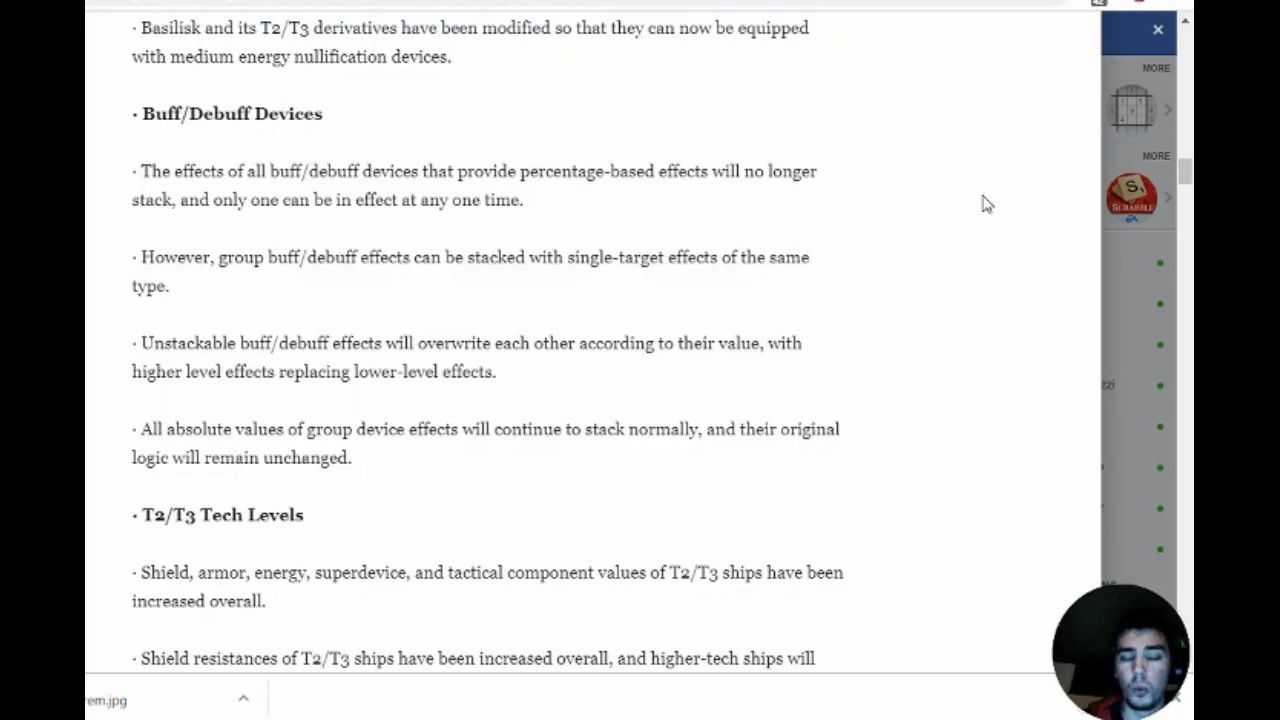 · Basilisk and its T2/T3 derivatives have been modified so that they can now be equipped
with medium energy nullification devices.
· Buff/Debuff Devices
· The effects of all buff/debuff devices that provide percentage-based effects will no longer
stack, and only one can be in effect at any one time.
· However, group buff/debuff effects can be stacked with single-target effects of the same
type.
· Unstackable buff/debuff effects will overwrite each other according to their value, with
higher level effects replacing lower-level effects.
· All absolute values of group device effects will continue to stack normally, and their original
logic will remain unchanged.
· T2/T3 Tech Levels
· Shield, armor, energy, superdevice, and tactical component values of T2/T3 ships have been
increased overall.
· Shield resistances of T2/T3 ships have been increased overall, and higher-tech ships will
rem.jpg
MORE
MORE
S
SCRABBLE
EA
zzi